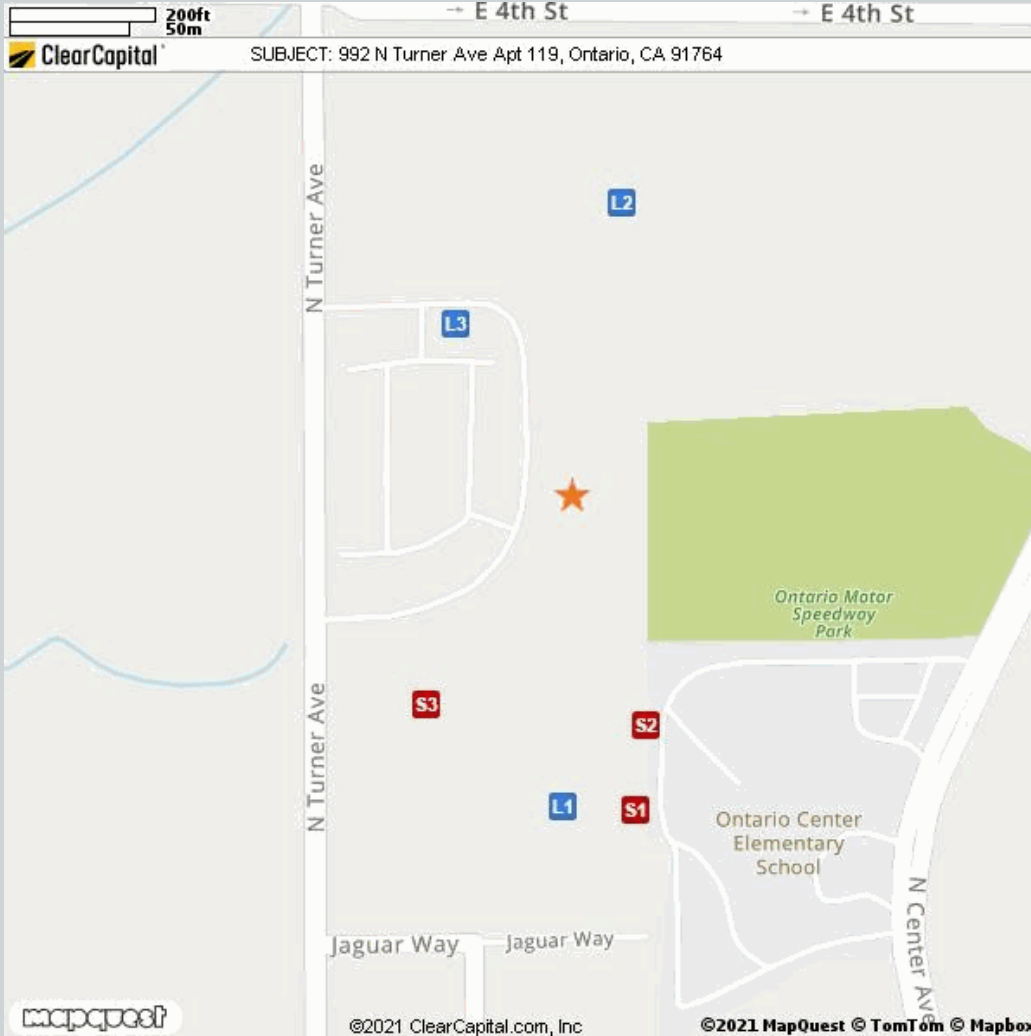 200ft
50m
E 4th St
E 4th St
ClearCapital
SUBJECT: 992 N Turner Ave Apt 119, Ontario, CA 91764
N Turner Ave
L2
L3
Ontario Motor
Speedway
Park
N Turner Ave
S3
S2
L1
S1
Ontario Center
Elementary
School
N Center Ave
Jaguar Way
Jaguar Way
mapquest
©2021 ClearCapital.com, Inc
©2021 MapQuest © TomTom © Mapbo